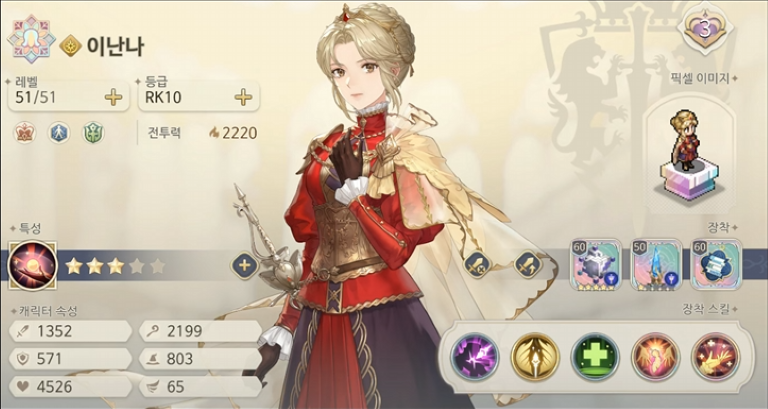 이난나
3
레벨
등급
51/51
RK10
픽셀 이미지
전투력
2220
특성
장착
60
50
60
캐릭터 속성
장착 스킬
1352
2199
571
803
4526
65